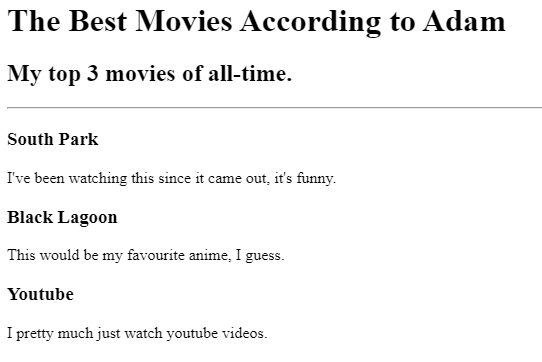 The Best Movies According to Adam
My top 3 movies of all-time.
South Park
I've been watching this since it came out, it's funny.
Black Lagoon
This would be my favourite anime, I guess.
Youtube
I pretty much just watch youtube videos.